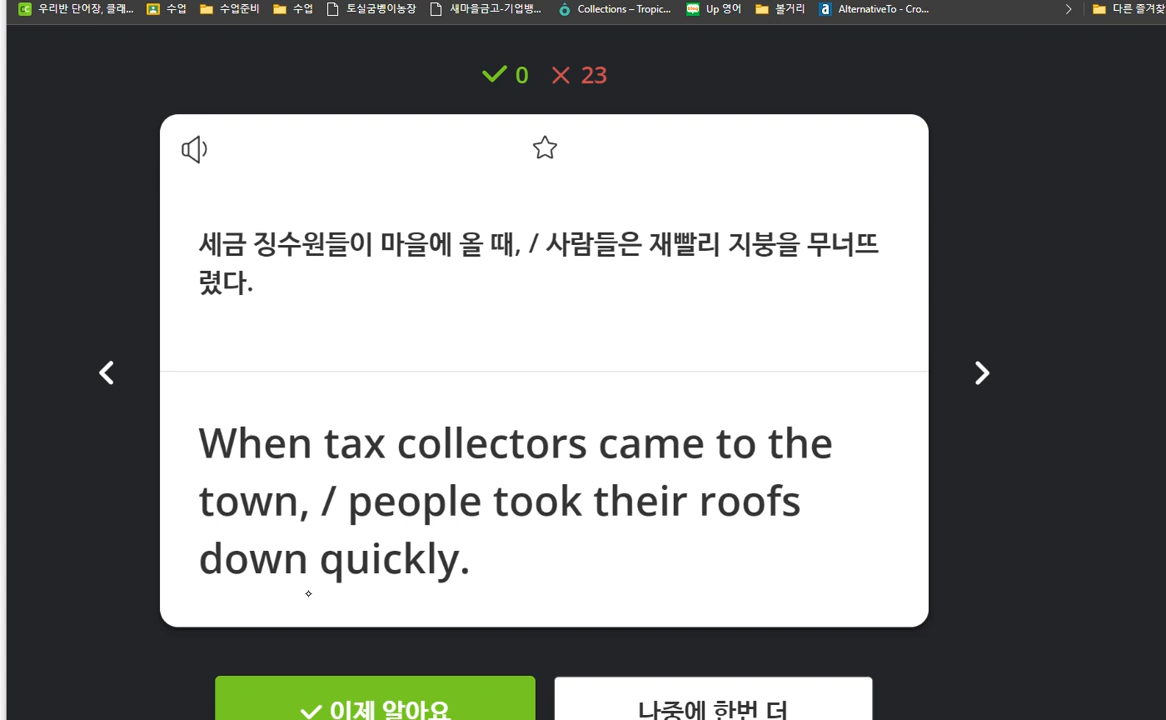 우리반 단어장, 클래... 수업 수업준비 수업 토실굼벵이농장 새마을금고-기업뱅... Collections – Tropic... Up 영어 볼거리 AlternativeTo - Cro... 다른 즐겨찾
0 23
세금 징수원들이 마을에 올 때, / 사람들은 재빨리 지붕을 무너뜨
렸다.
When tax collectors came to the
town, / people took their roofs
down quickly.
이제 알아요 나중에 한번 더